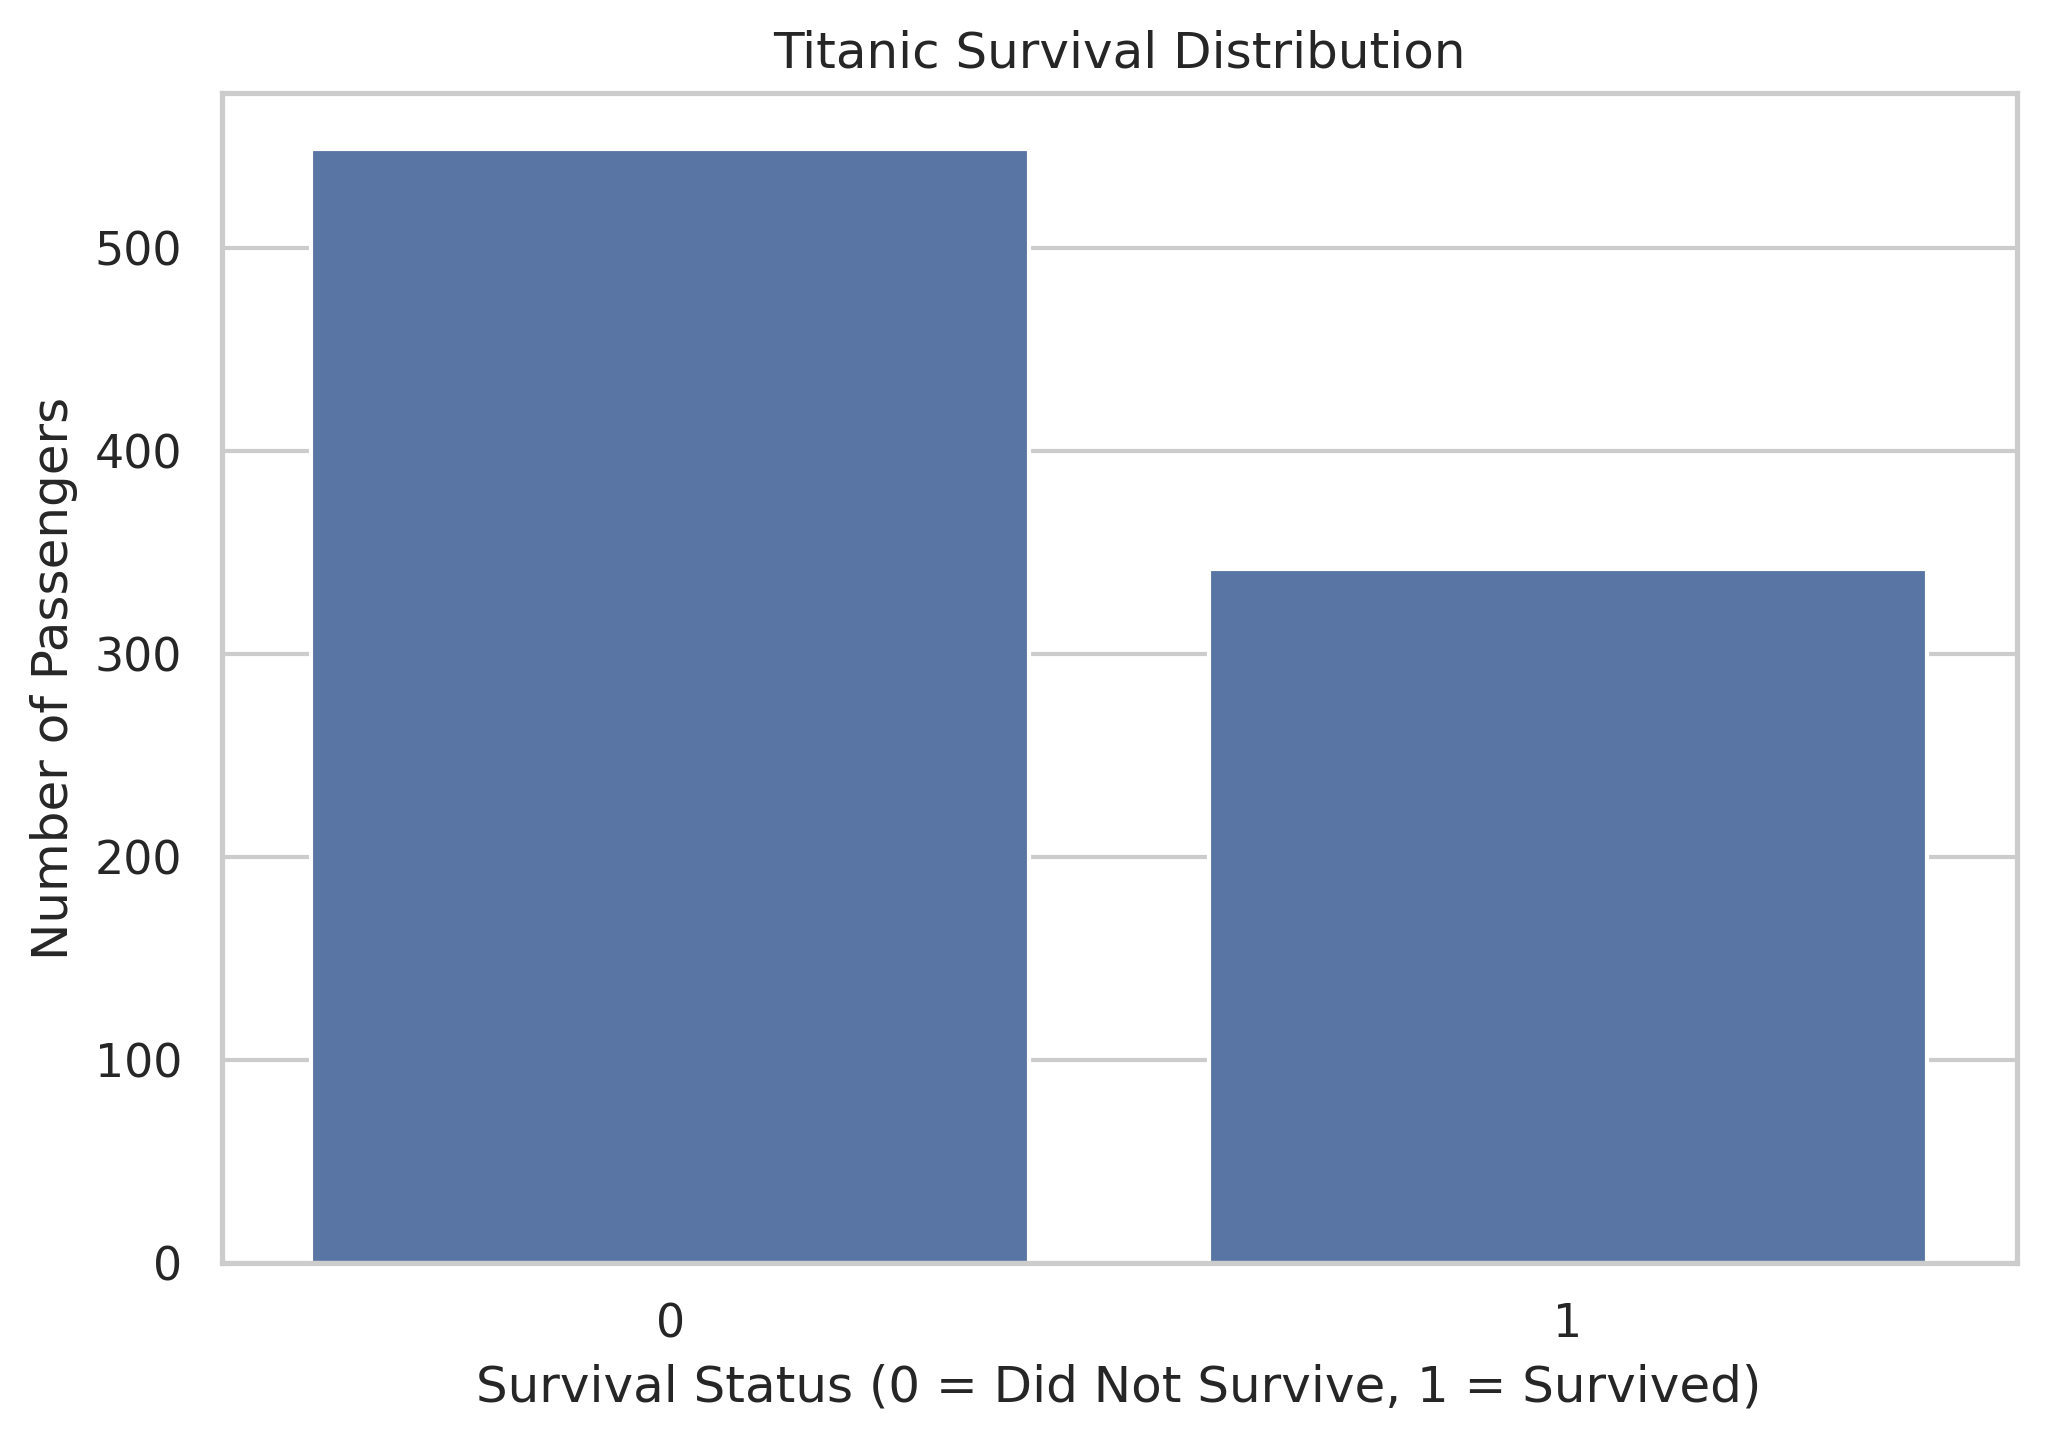 Titanic Survival Distribution
Number of Passengers
500
400
300
200
100
0
0 1
Survival Status (0 = Did Not Survive, 1 = Survived)